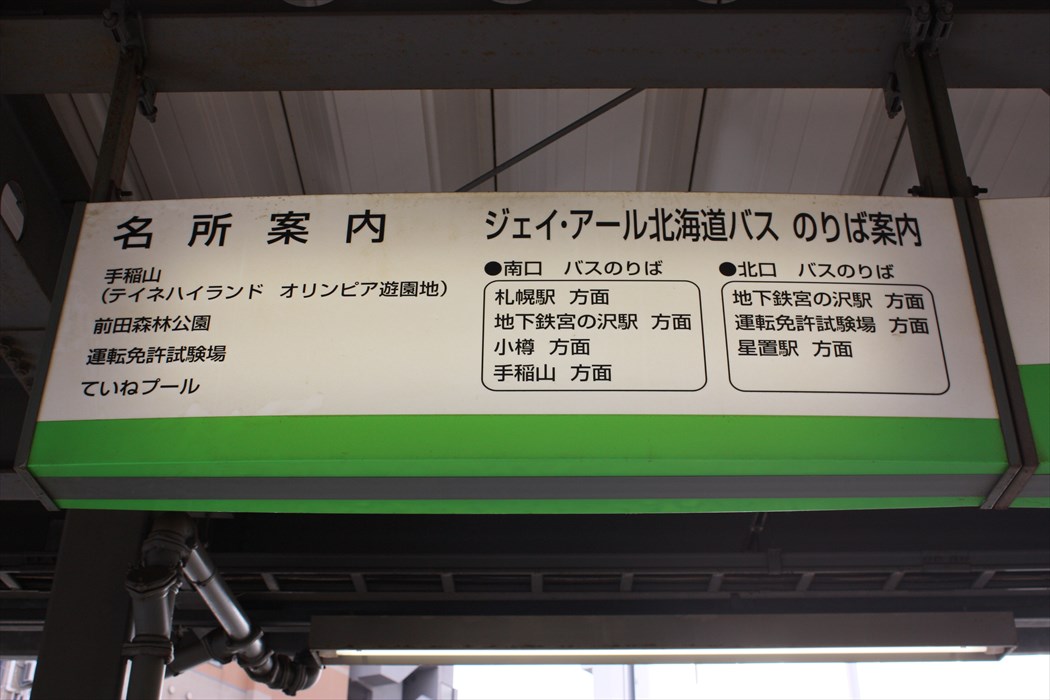 名所案内
手稲山
（テイネハイランド オリンピア遊園地）
前田森林公園
運転免許試験場
ていねプール
ジェイ・アール北海道バス のりば案内
●南口 バスのりば
札幌駅 方面
地下鉄宮の沢駅 方面
小樽 方面
手稲山 方面
●北口 バスのりば
地下鉄宮の沢駅 方面
運転免許試験場 方面
星置駅 方面